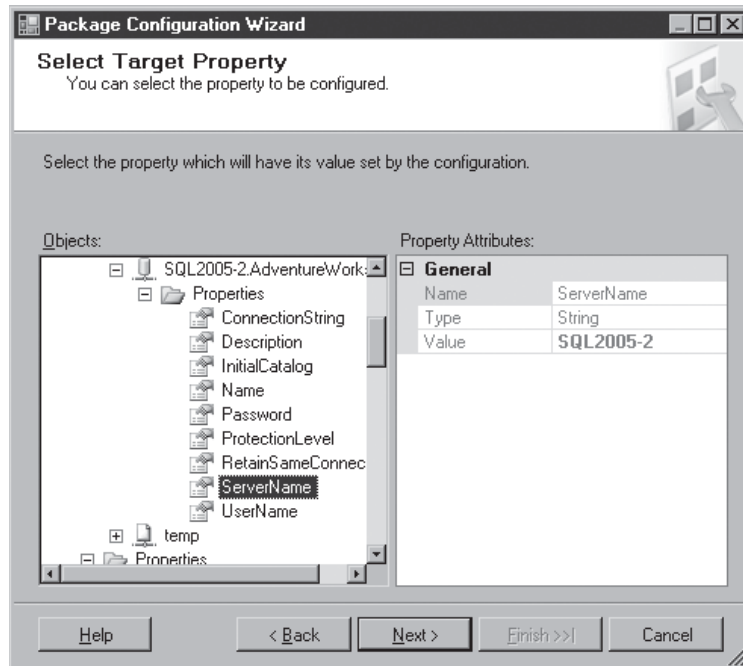 Package Configuration Wizard
Select Target Property
You can select the property to be configured.
Select the property which will have its value set by the configuration.
Objects:
SQL2005-2.AdventureWork
Properties
ConnectionString
Description
InitialCatalog
Name
Password
ProtectionLevel
RetainSameConnec
ServerName
UserName
temp
Properties
Property Attributes:
General
Name ServerName
Type String
Value SQL2005-2
Help
< Back
Next >
Finish >>|
Cancel